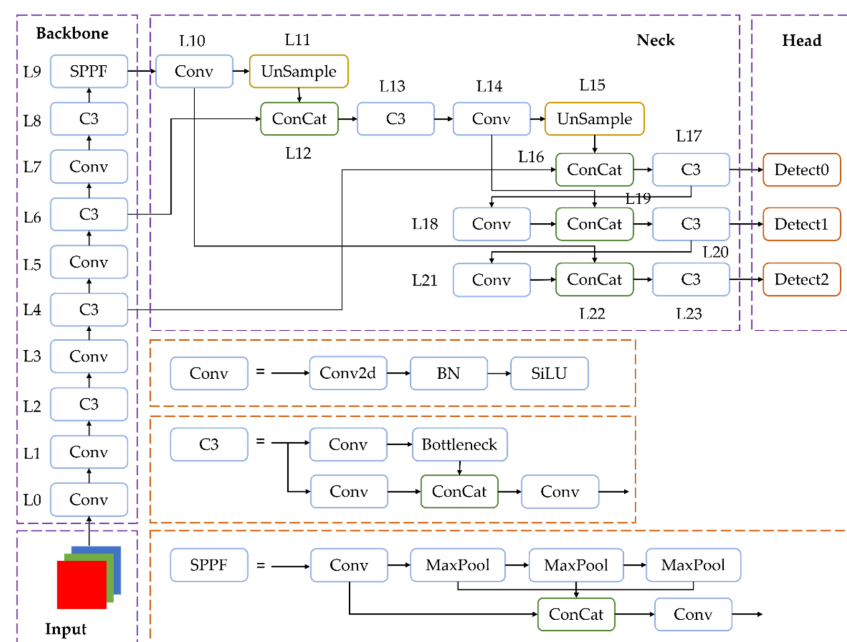 Backbone
L10
L11
Neck
Head
L9
SPPF
Conv
UnSample
L13
L14
L15
L8
C3
ConCat
C3
Conv
UnSample
L12
L17
L7
Conv
L16
ConCat
C3
Detect0
L6
C3
L19
L18
Conv
ConCat
C3
Detect1
L5
Conv
L20
L21
Conv
ConCat
C3
Detect2
L4
C3
L22
L23
L3
Conv
Conv
=
Conv2d
BN
SiLU
L2
C3
C3
=
Conv
Bottleneck
L1
Conv
Conv
ConCat
Conv
L0
Conv
SPPF
=
Conv
MaxPool
MaxPool
MaxPool
ConCat
Conv
Input